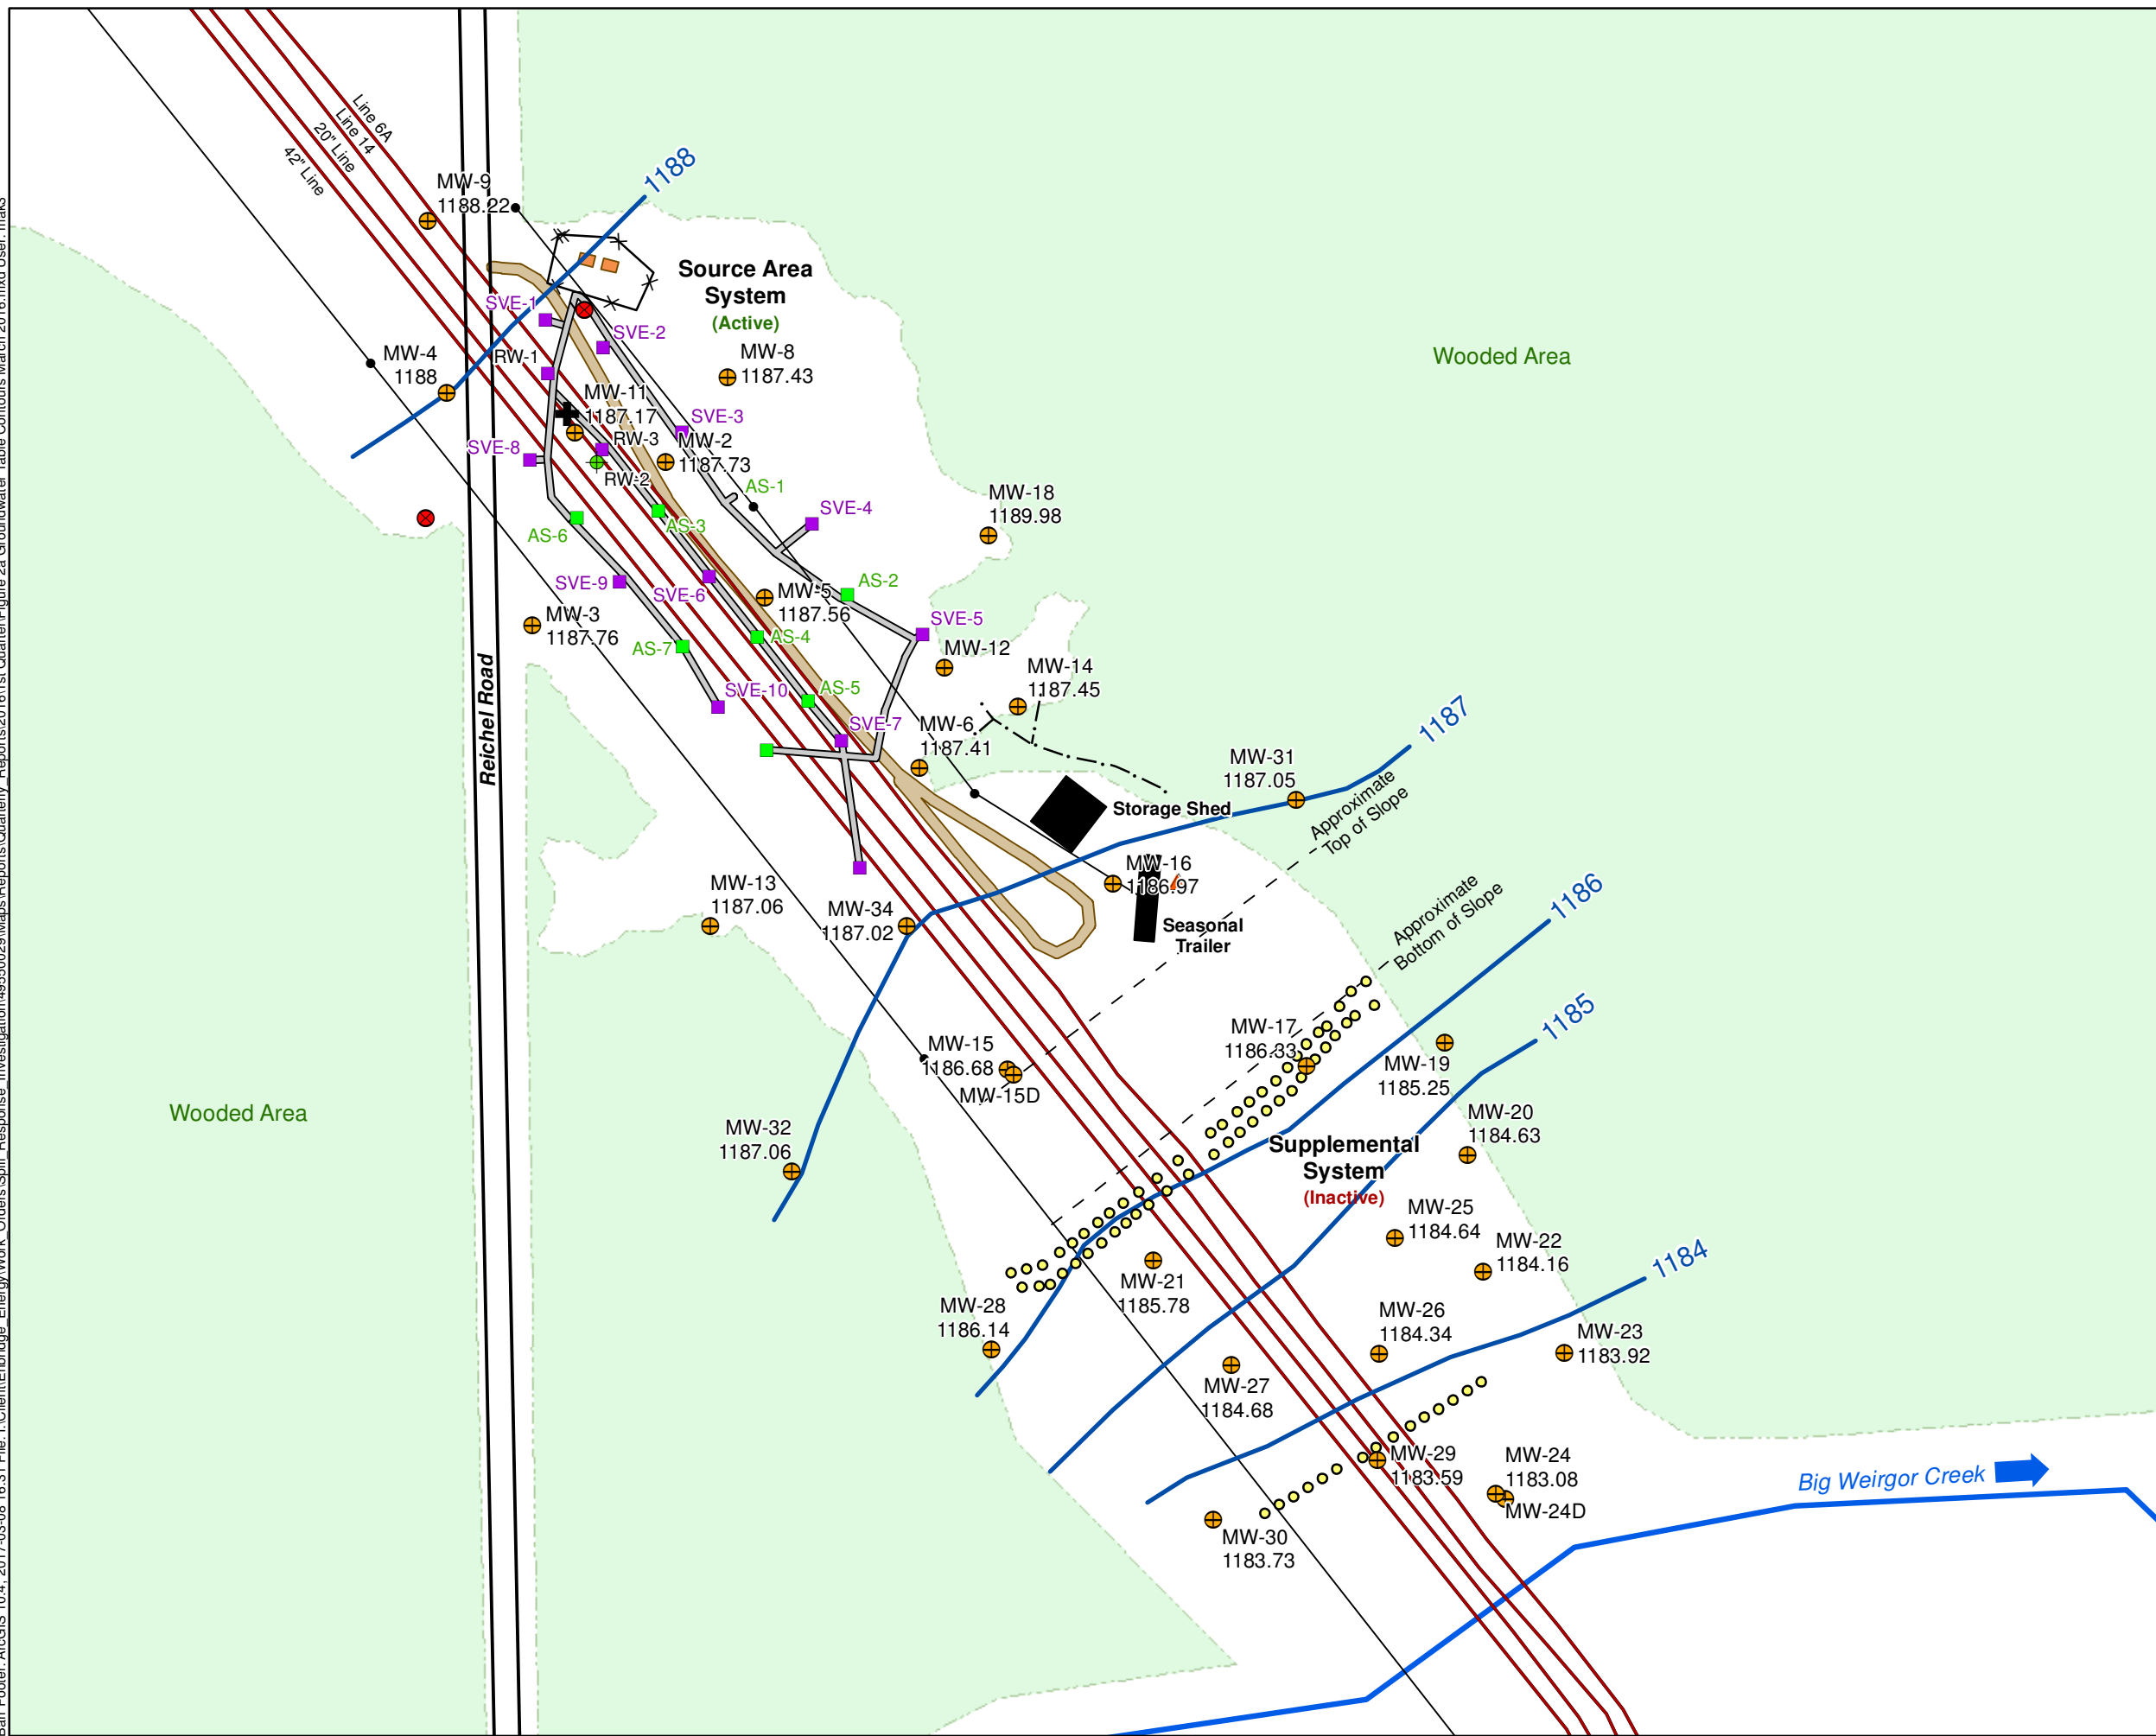 Line 6A
Line 14
20" Line
42" Line
MW-9
1188.22
1188
Source Area
System
(Active)
SVE-1
SVE-2
MW-8
1187.43
MW-4
1188
RW-1
MW-11
1187.17
SVE-3
RW-3
MW-2
1187.73
SVE-8
RW-2
AS-1
SVE-4
MW-18
1189.98
AS-3
AS-6
Wooded Area
SVE-9
SVE-6
MW-5
1187.56
AS-2
SVE-5
MW-3
1187.76
AS-7
AS-4
MW-12
MW-14
1187.45
SVE-10
AS-5
SVE-7
MW-6
1187.41
Reichel Road
1187
MW-31
1187.05
Storage Shed
Approximate
Top of Slope
MW-16
1186.97
Seasonal
Trailer
MW-13
1187.06
MW-34
1187.02
Approximate
Bottom of Slope
1186
1185
MW-15
1186.68
MW-15D
MW-17
1186.33
MW-19
1185.25
MW-20
1184.63
Wooded Area
MW-32
1187.06
Supplemental
System
(Inactive)
MW-25
1184.64
MW-22
1184.16
1184
MW-21
1185.78
MW-28
1186.14
MW-26
1184.34
MW-23
1183.92
MW-27
1184.68
MW-29
1183.59
MW-24
1183.08
MW-24D
Big Weirgor Creek
MW-30
1183.73